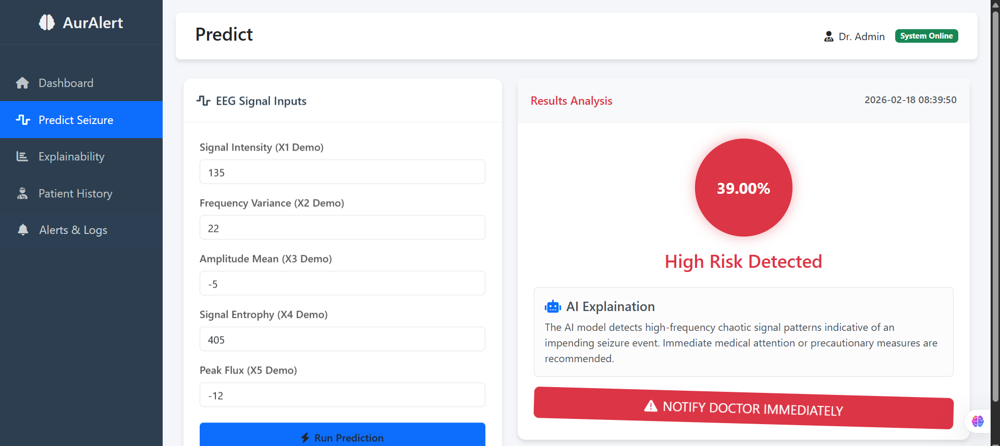 AurAlert
Dashboard
Predict Seizure
Explainability
Patient History
Alerts & Logs
Predict
Dr. Admin
System Online
EEG Signal Inputs
Signal Intensity (X1 Demo)
135
Frequency Variance (X2 Demo)
22
Amplitude Mean (X3 Demo)
-5
Signal Entrophy (X4 Demo)
405
Peak Flux (X5 Demo)
-12
Run Prediction
Results Analysis
2026-02-18 08:39:50
39.00%
High Risk Detected
AI Explaination
The AI model detects high-frequency chaotic signal patterns indicative of an
impending seizure event. Immediate medical attention or precautionary measures are
recommended.
NOTIFY DOCTOR IMMEDIATELY